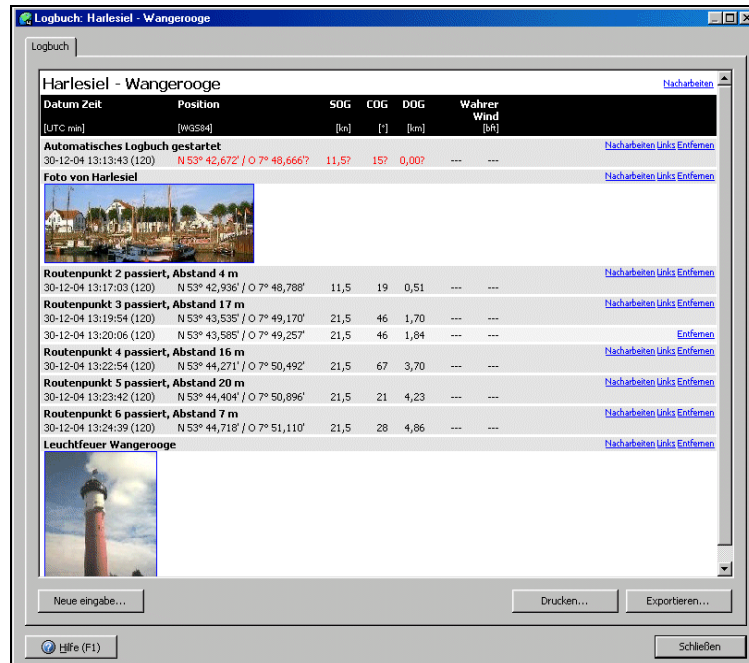 Logbuch: Harlesiel - Wangerooge
Logbuch
Harlesiel - Wangerooge Nacharbeiten
Datum Zeit Position SOG COG DOG Wahrer
Wind
[UTC min] [WGS84] [kn] [°] [km] [bft]
Automatisches Logbuch gestartet Nacharbeiten Links Entfernen
30-12-04 13:13:43 (120) N 53° 42,672' / O 7° 48,666'? 11,5? 15? 0,00? --- ---
Foto von Harlesiel Nacharbeiten Links Entfernen
Routenpunkt 2 passiert, Abstand 4 m Nacharbeiten Links Entfernen
30-12-04 13:17:03 (120) N 53° 42,936' / O 7° 48,788' 11,5 19 0,51 --- ---
Routenpunkt 3 passiert, Abstand 17 m Nacharbeiten Links Entfernen
30-12-04 13:19:54 (120) N 53° 43,535' / O 7° 49,170' 21,5 46 1,70 --- ---
30-12-04 13:20:06 (120) N 53° 43,585' / O 7° 49,257' 21,5 46 1,84 --- --- Entfernen
Routenpunkt 4 passiert, Abstand 16 m Nacharbeiten Links Entfernen
30-12-04 13:22:54 (120) N 53° 44,271' / O 7° 50,492' 21,5 67 3,70 --- ---
Routenpunkt 5 passiert, Abstand 20 m Nacharbeiten Links Entfernen
30-12-04 13:23:42 (120) N 53° 44,404' / O 7° 50,896' 21,5 21 4,23 --- ---
Routenpunkt 6 passiert, Abstand 7 m Nacharbeiten Links Entfernen
30-12-04 13:24:39 (120) N 53° 44,718' / O 7° 51,110' 21,5 28 4,86 --- ---
Leuchtfeuer Wangerooge Nacharbeiten Links Entfernen
Neue eingabe... Drucken... Exportieren...
Hilfe (F1) Schließen